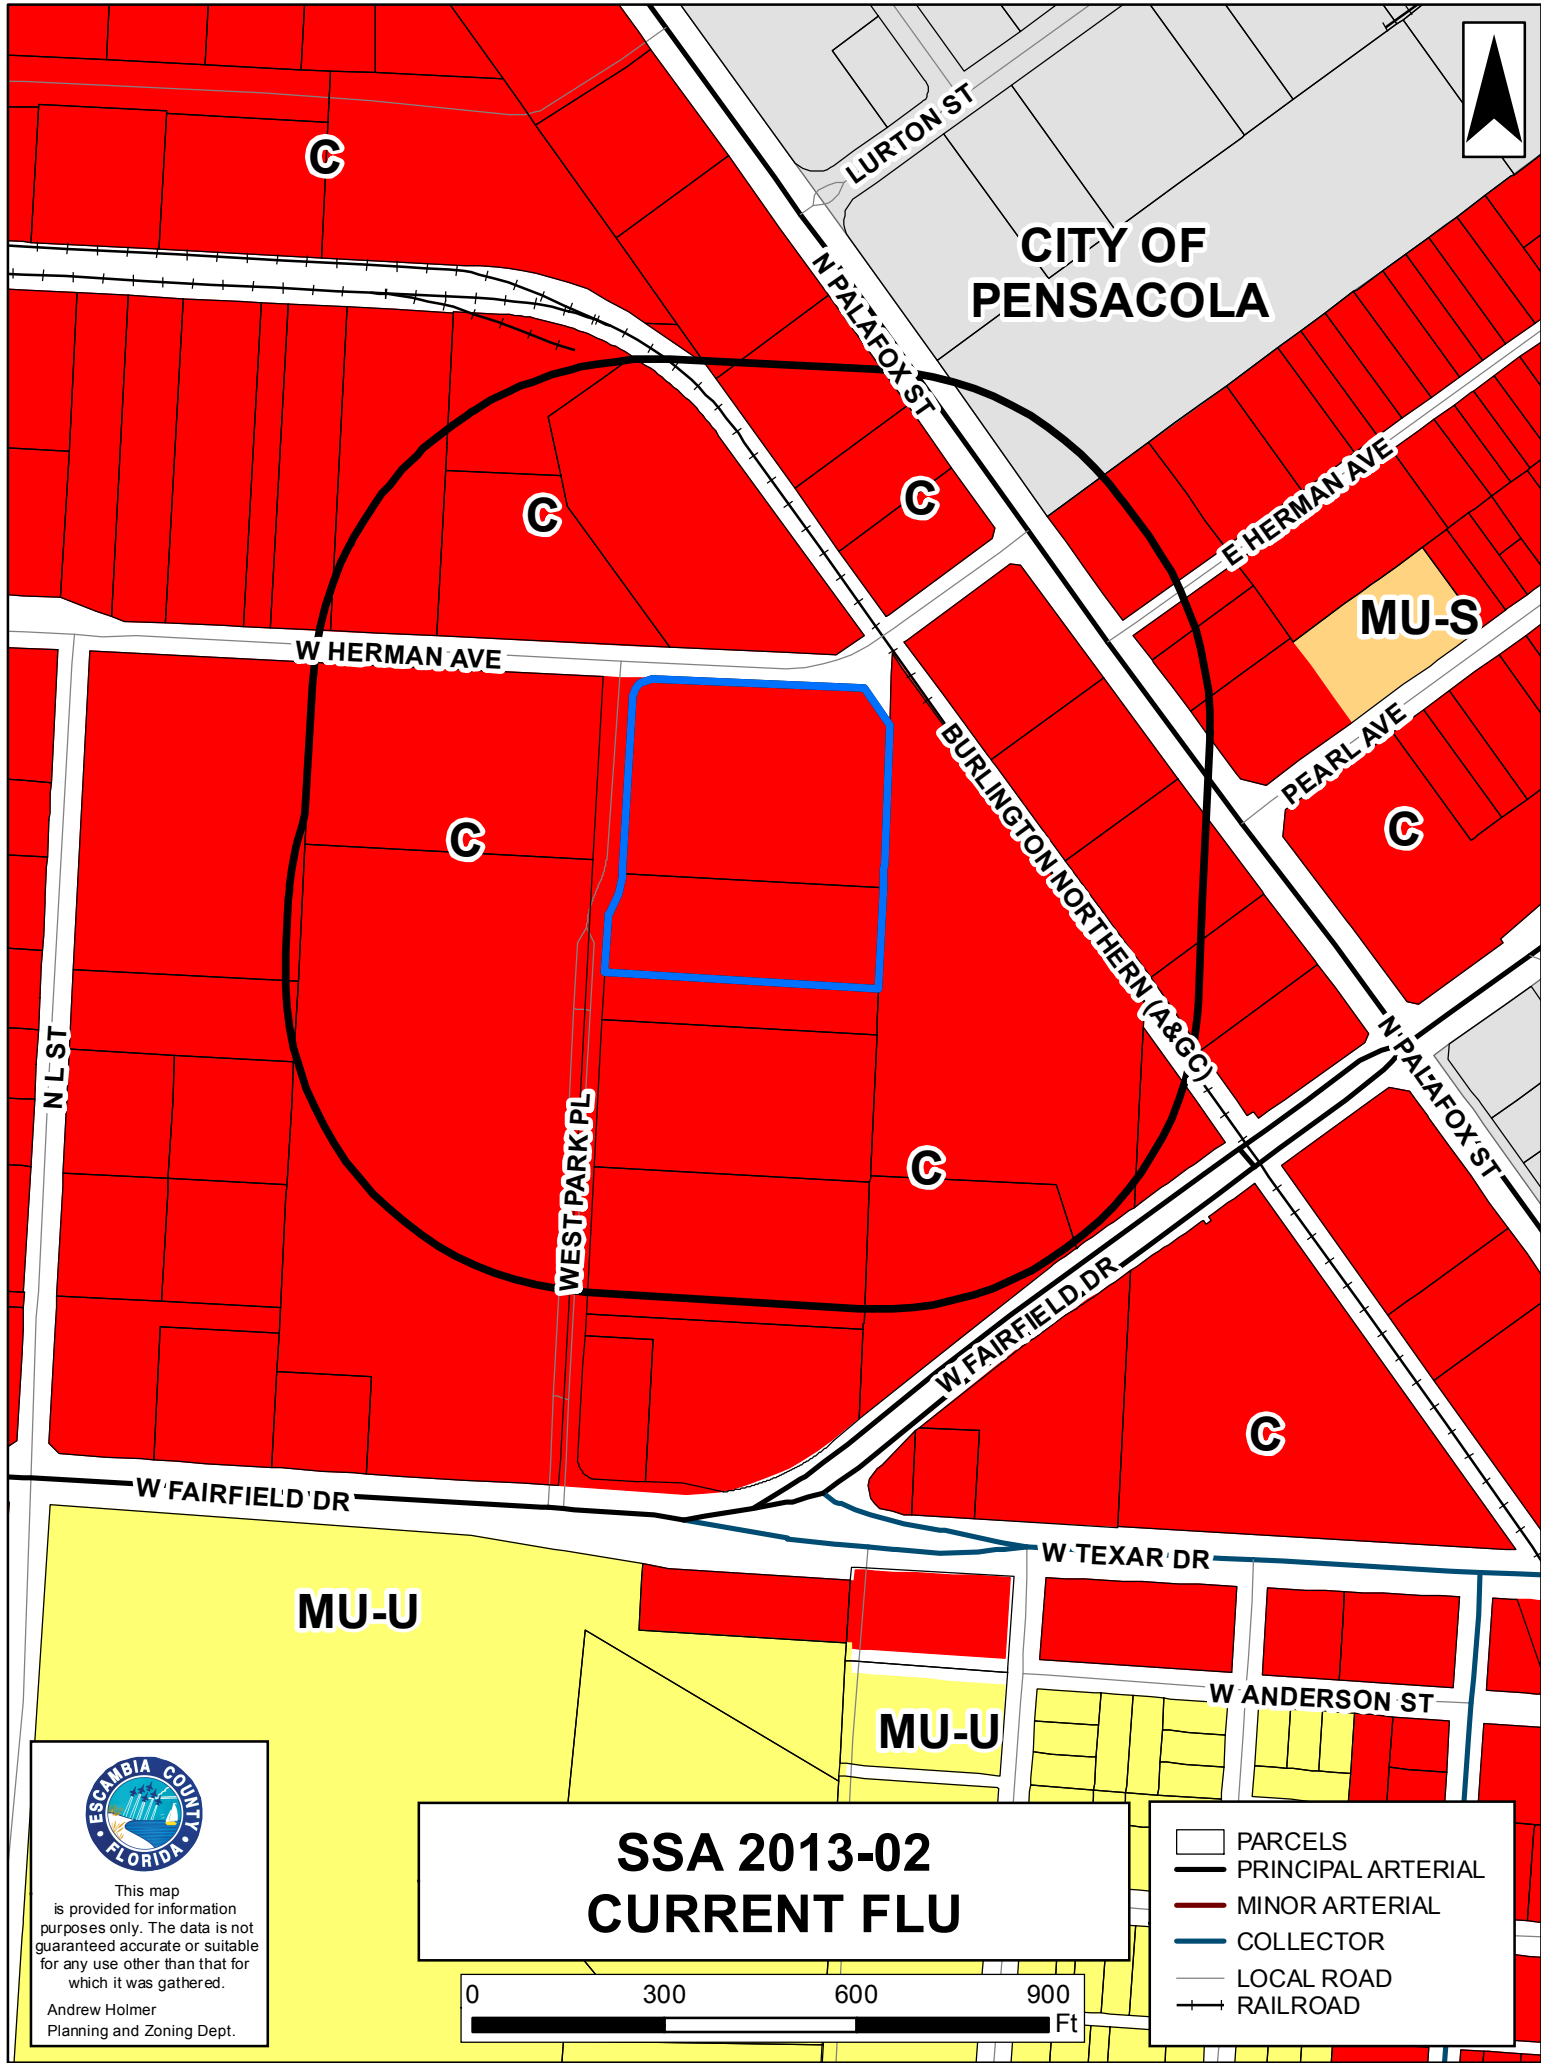 LURTON ST
C
CITY OF
PENSACOLA
N PALAFOX ST
E HERMAN AVE
C
C
MU-S
W HERMAN AVE
PEARL AVE
BURLINGTON NORTHERN (A&GC)
C
C
N L ST
N PALAFOX ST
WEST PARK PL
C
W FAIRFIELD DR
C
W FAIRFIELD DR
W TEXAR DR
MU-U
W ANDERSON ST
MU-U
ESCAMBIA COUNTY
• FLORIDA •
This map
is provided for information
purposes only. The data is not
guaranteed accurate or suitable
for any use other than that for
which it was gathered.
Andrew Holmer
Planning and Zoning Dept.
SSA 2013-02
CURRENT FLU
0 300 600 900
Ft
PARCELS
PRINCIPAL ARTERIAL
MINOR ARTERIAL
COLLECTOR
LOCAL ROAD
RAILROAD